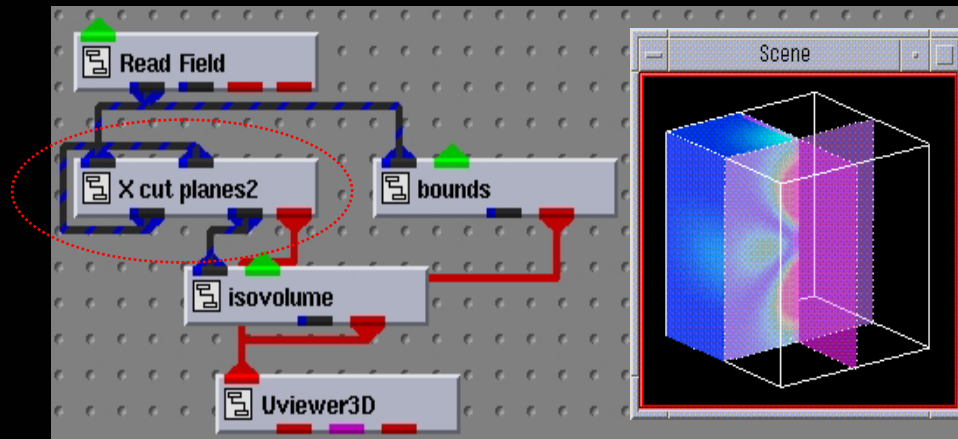 Read Field
Scene
X cut planes2
bounds
isovolume
Uviewer3D